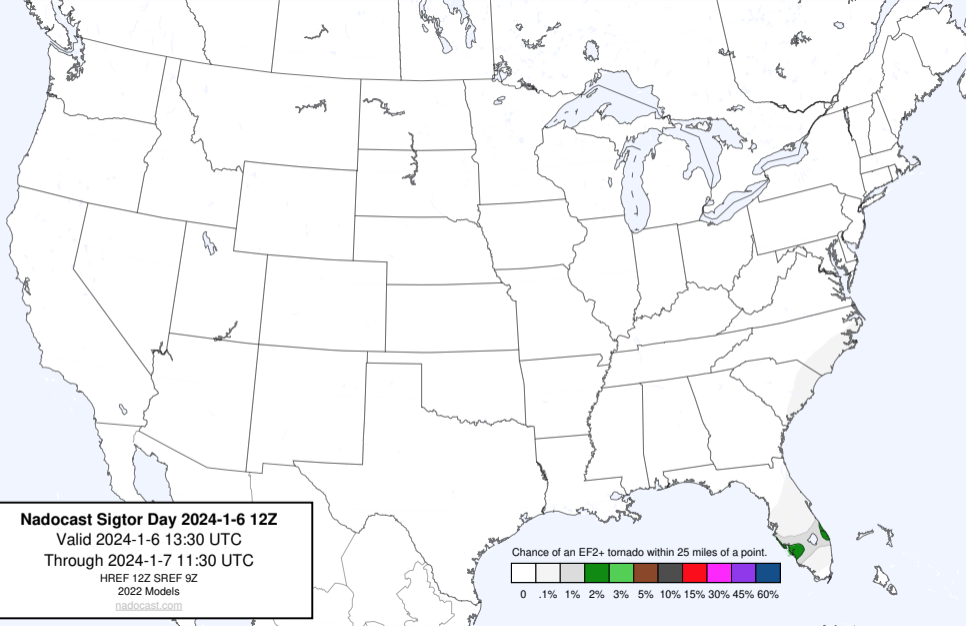 Nadocast Sigtor Day 2024-1-6 12Z
Valid 2024-1-6 13:30 UTC
Through 2024-1-7 11:30 UTC
HREF 12Z SREF 9Z
2022 Models
nadocast.com
Chance of an EF2+ tornado within 25 miles of a point.
0 .1% 1% 2% 3% 5% 10% 15% 30% 45% 60%